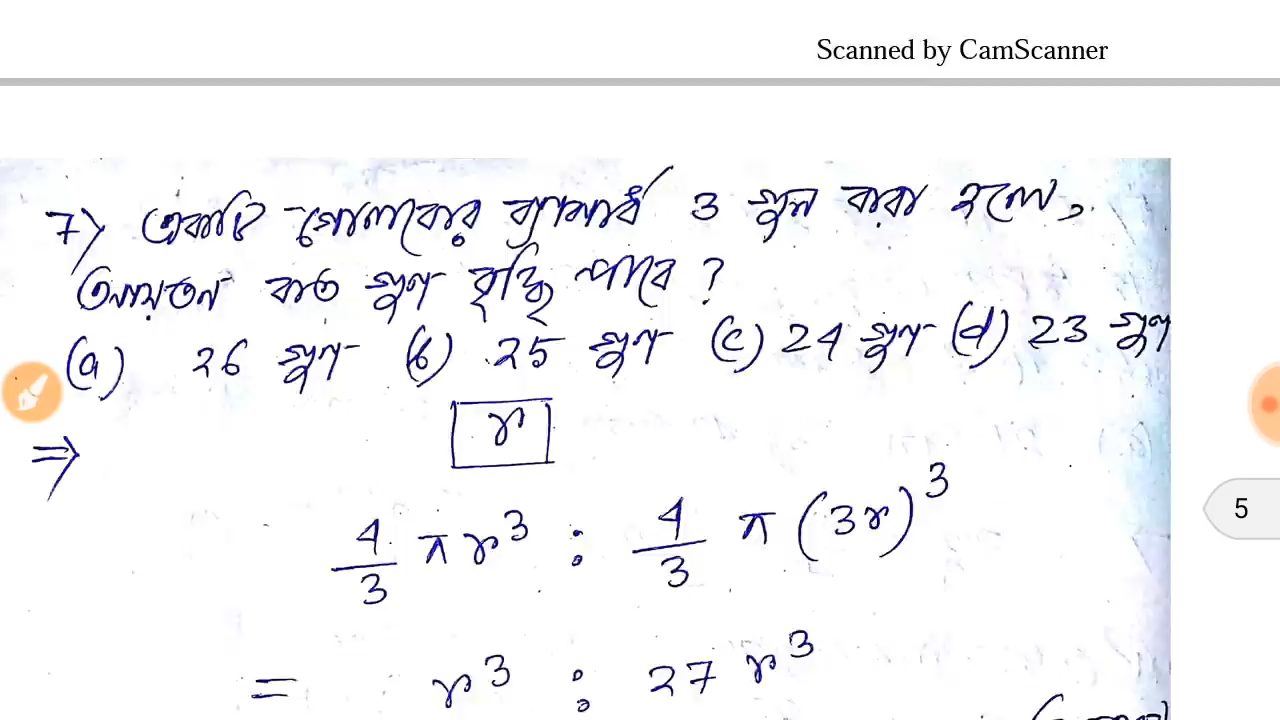 Scanned by CamScanner
7) একটি গোলকের ব্যাসার্ধ 3 গুন করা হলে,
আয়তন কত গুণ বৃদ্ধি পাবে ?
(a) 26 গুণ (b) 25 গুণ (c) 24 গুণ (d) 23 গুণ
r
⇒
4/3 π r³ : 4/3 π (3r)³
5
= r³ : 27 r³